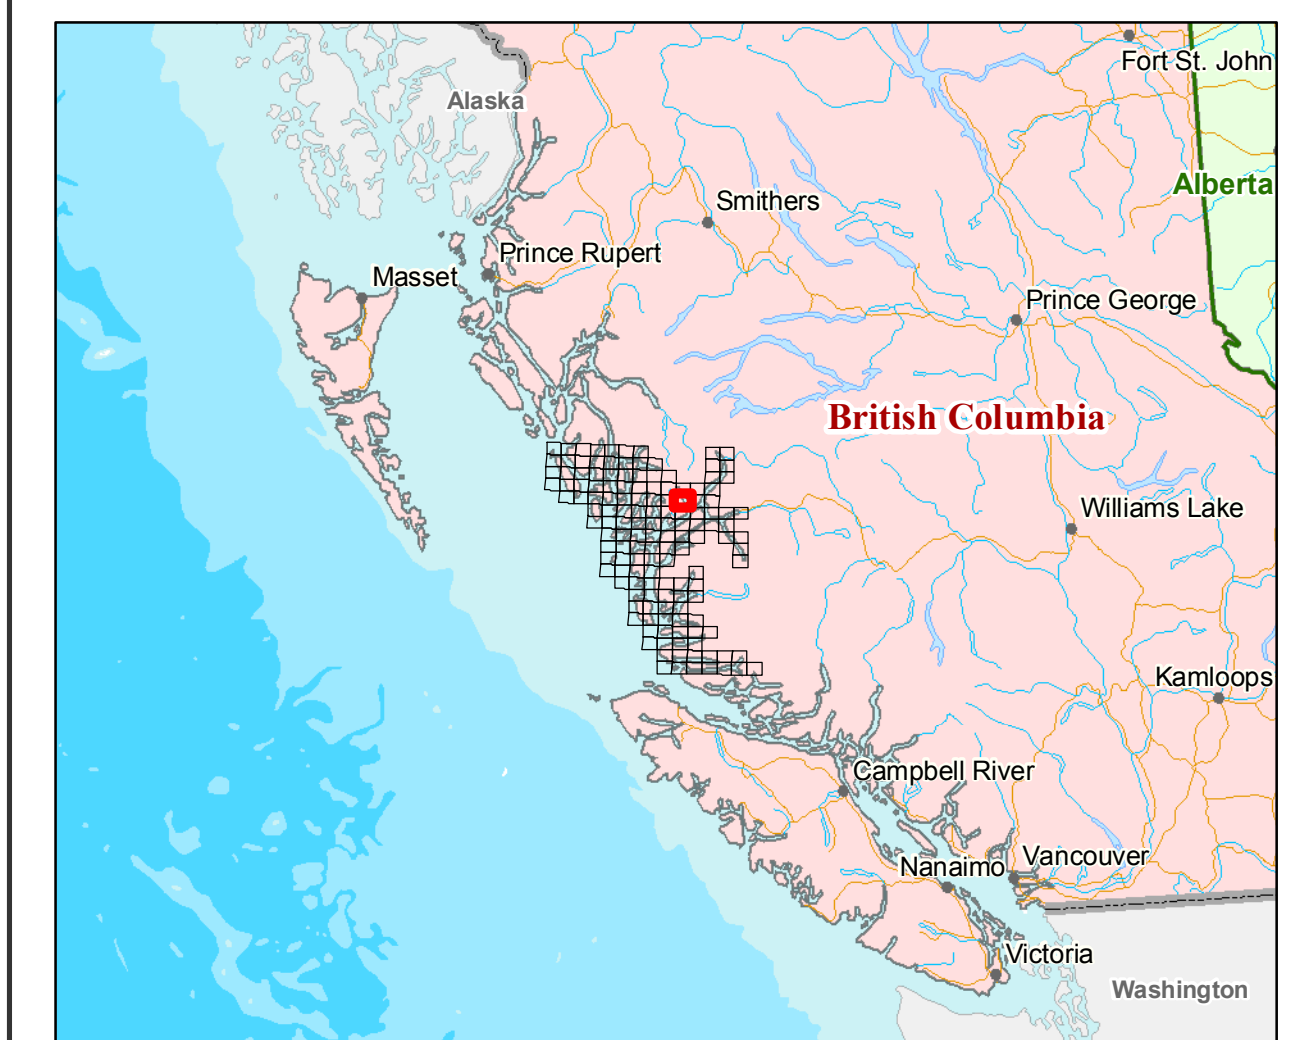 Fort St. John
Alaska
Alberta
Smithers
Prince Rupert
Masset
Prince George
British Columbia
Williams Lake
Kamloops
Campbell River
Vancouver
Nanaimo
Victoria
Washington